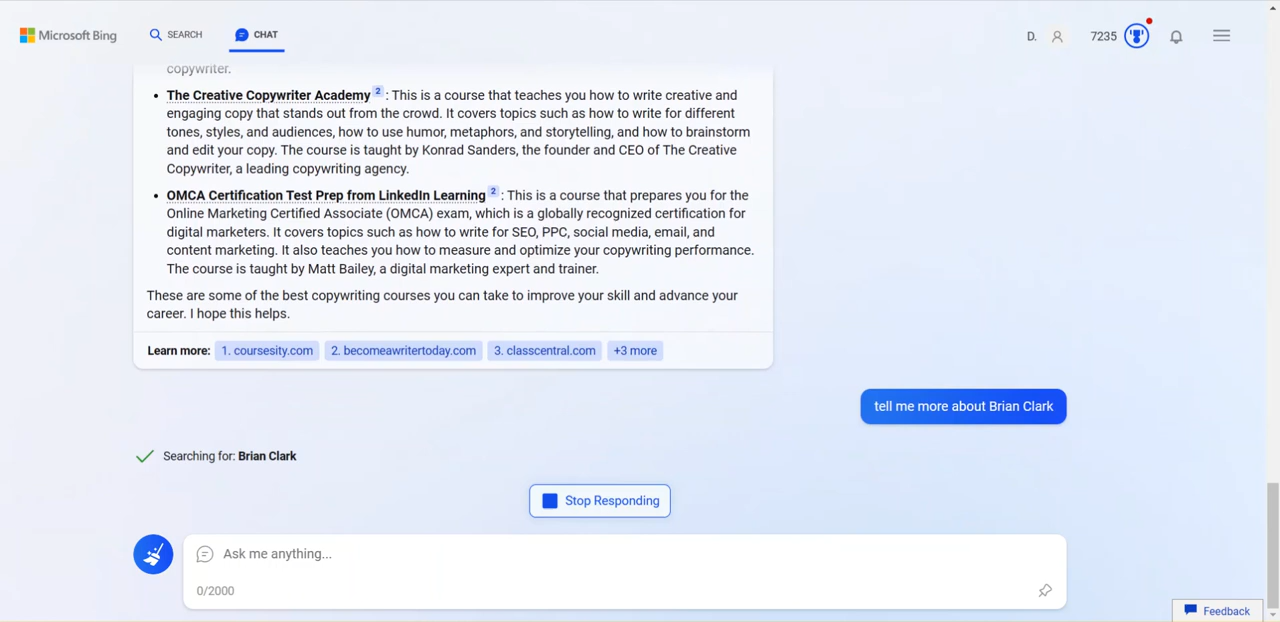 Microsoft Bing
SEARCH
CHAT
D.
7235
copywriter.
The Creative Copywriter Academy 2 : This is a course that teaches you how to write creative and
engaging copy that stands out from the crowd. It covers topics such as how to write for different
tones, styles, and audiences, how to use humor, metaphors, and storytelling, and how to brainstorm
and edit your copy. The course is taught by Konrad Sanders, the founder and CEO of The Creative
Copywriter, a leading copywriting agency.
OMCA Certification Test Prep from LinkedIn Learning 2 : This is a course that prepares you for the
Online Marketing Certified Associate (OMCA) exam, which is a globally recognized certification for
digital marketers. It covers topics such as how to write for SEO, PPC, social media, email, and
content marketing. It also teaches you how to measure and optimize your copywriting performance.
The course is taught by Matt Bailey, a digital marketing expert and trainer.
These are some of the best copywriting courses you can take to improve your skill and advance your
career. I hope this helps.
Learn more: 1. coursesity.com 2. becomeawritertoday.com 3. classcentral.com +3 more
tell me more about Brian Clark
Searching for: Brian Clark
Stop Responding
Ask me anything...
0/2000
Feedback